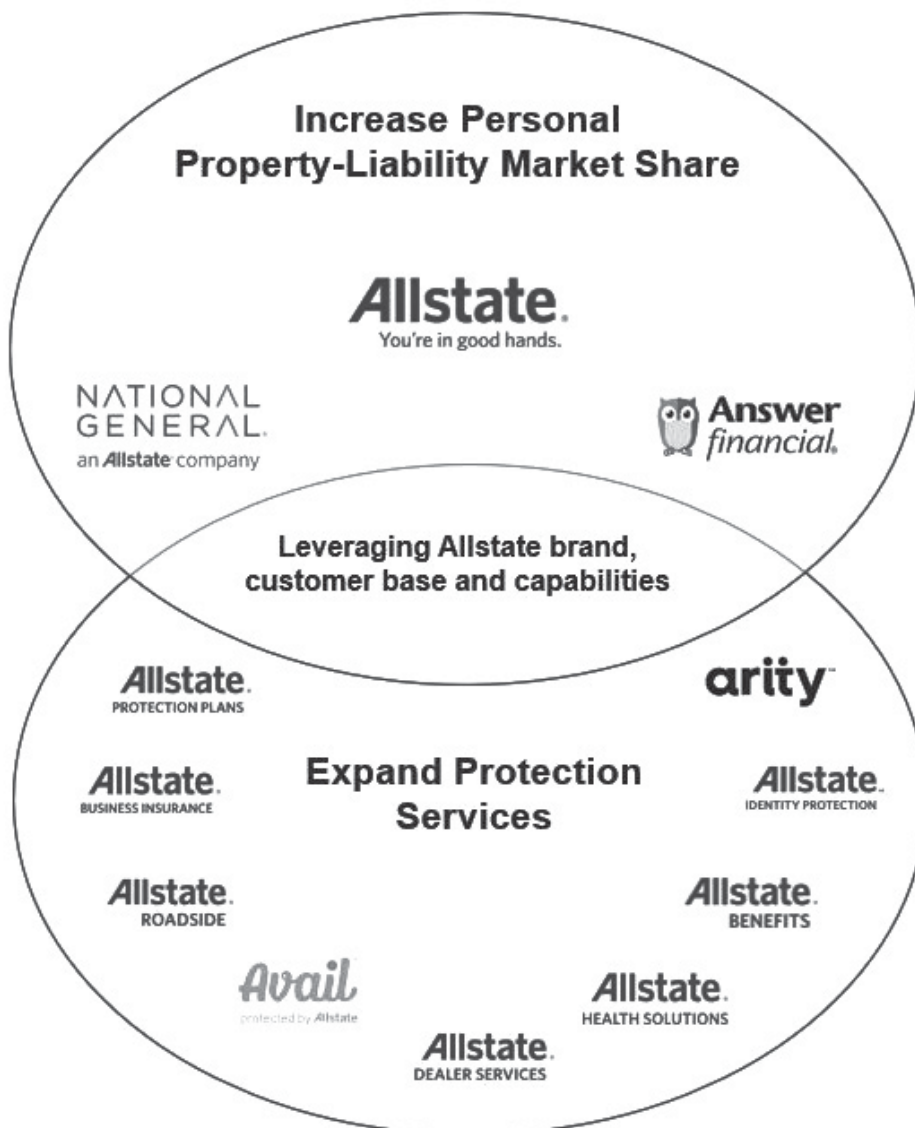 Increase Personal
Property-Liability Market Share
Allstate®
You're in good hands.
NATIONAL
GENERAL®
an Allstate company
Answer
financial®
Leveraging Allstate brand,
customer base and capabilities
Allstate®
PROTECTION PLANS
arity™
Expand Protection
Services
Allstate®
BUSINESS INSURANCE
Allstate™
IDENTITY PROTECTION
Allstate®
ROADSIDE
Allstate®
BENEFITS
Avail
protected by Allstate
Allstate®
HEALTH SOLUTIONS
Allstate®
DEALER SERVICES